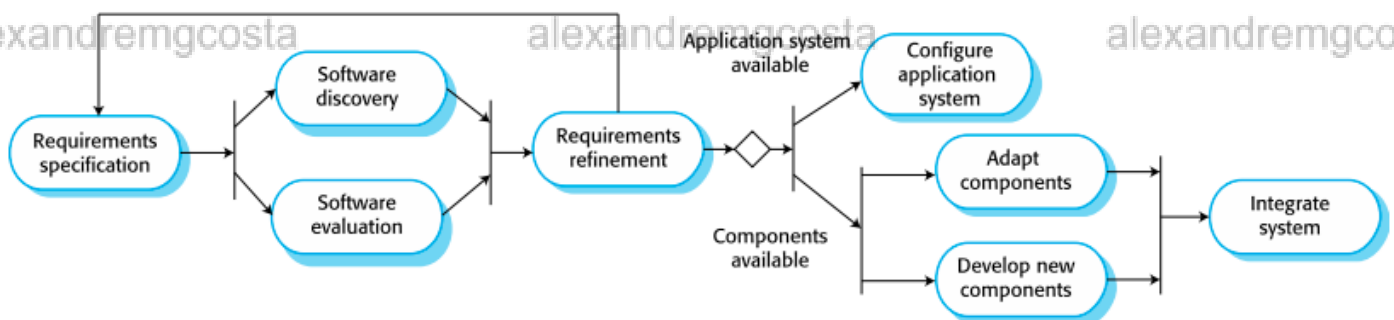 exandremgcosta
alexandremgcosta
alexandremgco
Requirements
specification
Software
discovery
Software
evaluation
Requirements
refinement
Application system
available
Components
available
Configure
application
system
Adapt
components
Develop new
components
Integrate
system